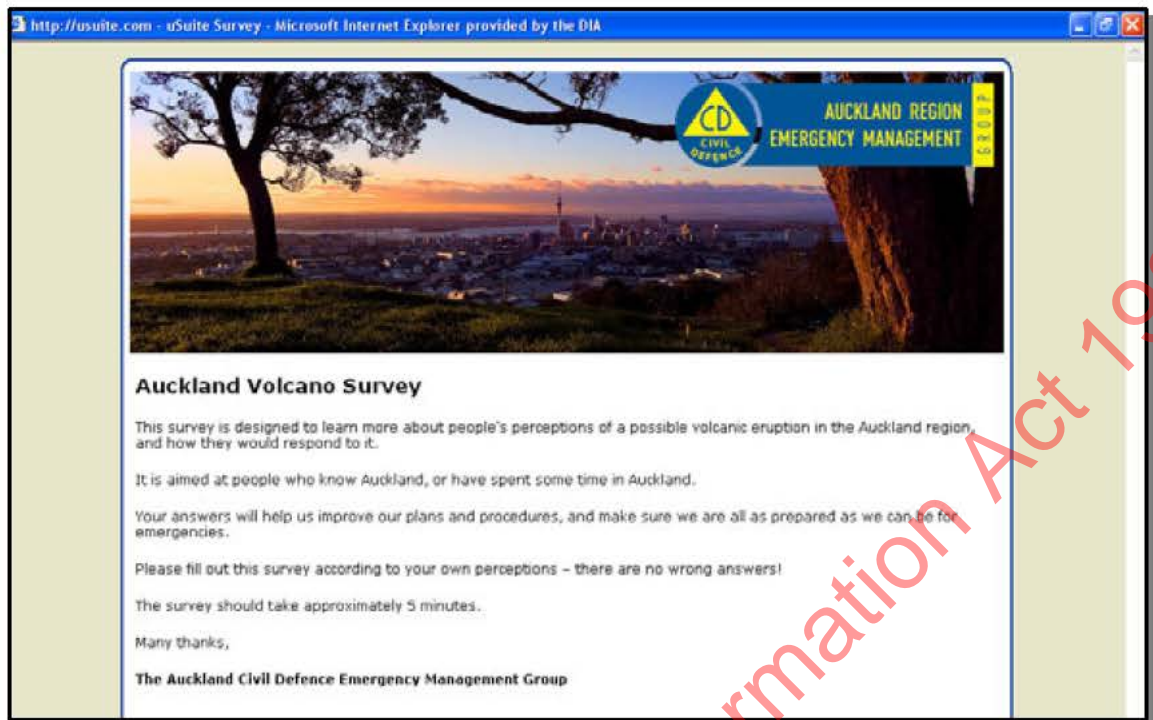 http://usuite.com - uSuite Survey - Microsoft Internet Explorer provided by the DIA
CD
CIVIL
DEFENCE
AUCKLAND REGION
EMERGENCY MANAGEMENT
GROUP
Auckland Volcano Survey
This survey is designed to learn more about people's perceptions of a possible volcanic eruption in the Auckland region,
and how they would respond to it.
It is aimed at people who know Auckland, or have spent some time in Auckland.
Your answers will help us improve our plans and procedures, and make sure we are all as prepared as we can be for
emergencies.
Please fill out this survey according to your own perceptions – there are no wrong answers!
The survey should take approximately 5 minutes.
Many thanks,
The Auckland Civil Defence Emergency Management Group
rmation Act 19